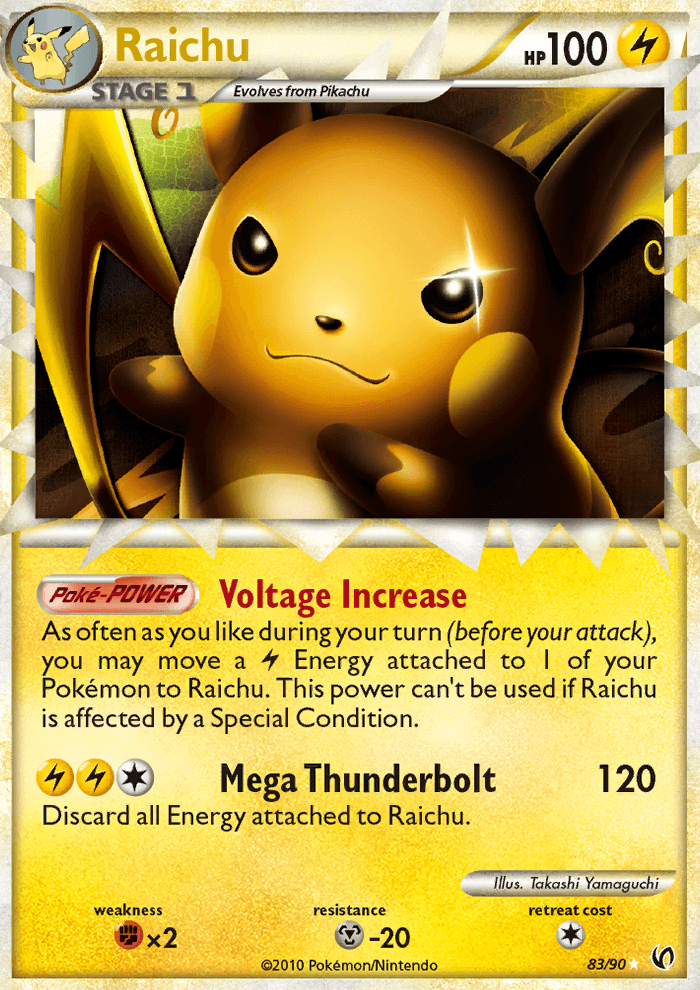 Raichu
HP100
STAGE 1
Evolves from Pikachu
Poké-POWER Voltage Increase
As often as you like during your turn (before your attack),
you may move a Energy attached to 1 of your
Pokémon to Raichu. This power can't be used if Raichu
is affected by a Special Condition.
Mega Thunderbolt 120
Discard all Energy attached to Raichu.
Illus. Takashi Yamaguchi
weakness resistance retreat cost
×2 -20
©2010 Pokémon/Nintendo 83/90